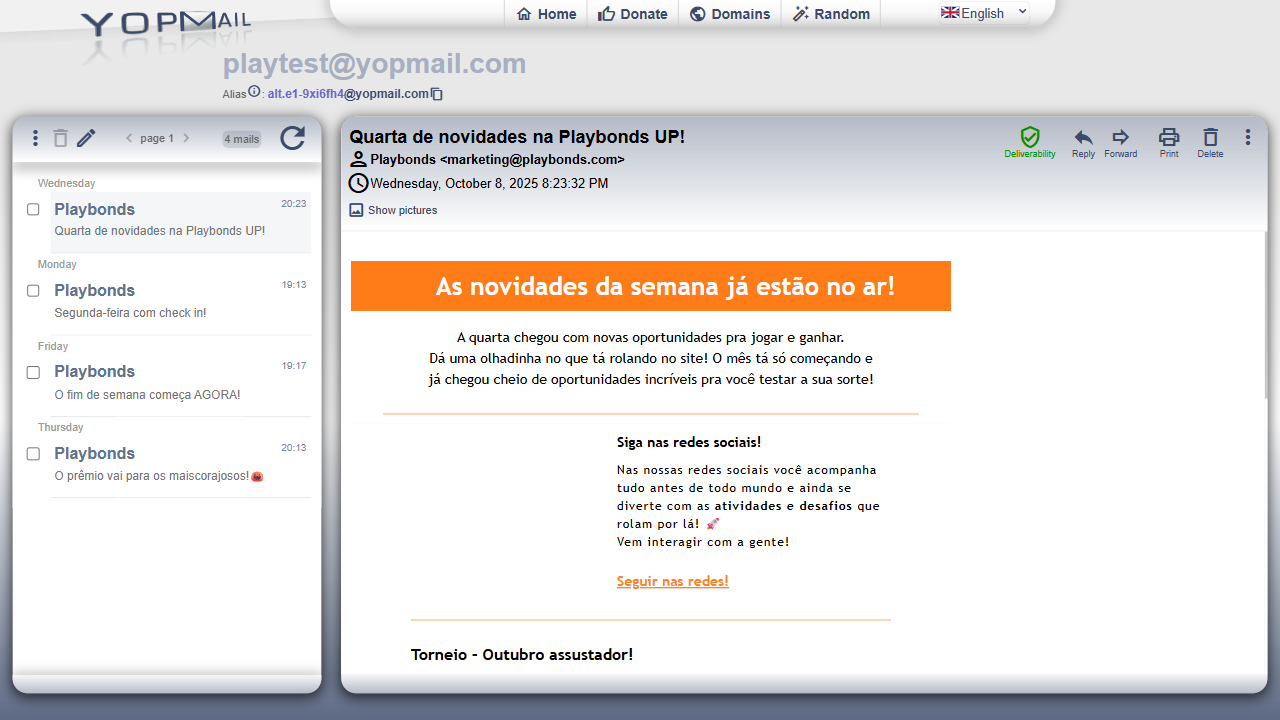 YOPMail
Home
Donate
Domains
Random
English
playtest@yopmail.com
Alias : alt.e1-9xi6fh4@yopmail.com
page 1
4 mails
Wednesday
Playbonds 20:23
Quarta de novidades na Playbonds UP!
Monday
Playbonds 19:13
Segunda-feira com check in!
Friday
Playbonds 19:17
O fim de semana começa AGORA!
Thursday
Playbonds 20:13
O prêmio vai para os maiscorajosos!
Quarta de novidades na Playbonds UP!
Playbonds <marketing@playbonds.com>
Wednesday, October 8, 2025 8:23:32 PM
Show pictures
Deliverability
Reply
Forward
Print
Delete
As novidades da semana já estão no ar!
A quarta chegou com novas oportunidades pra jogar e ganhar.
Dá uma olhadinha no que tá rolando no site! O mês tá só começando e
já chegou cheio de oportunidades incríveis pra você testar a sua sorte!
Siga nas redes sociais!
Nas nossas redes sociais você acompanha
tudo antes de todo mundo e ainda se
diverte com as atividades e desafios que
rolam por lá! 🚀
Vem interagir com a gente!
Seguir nas redes!
Torneio - Outubro assustador!